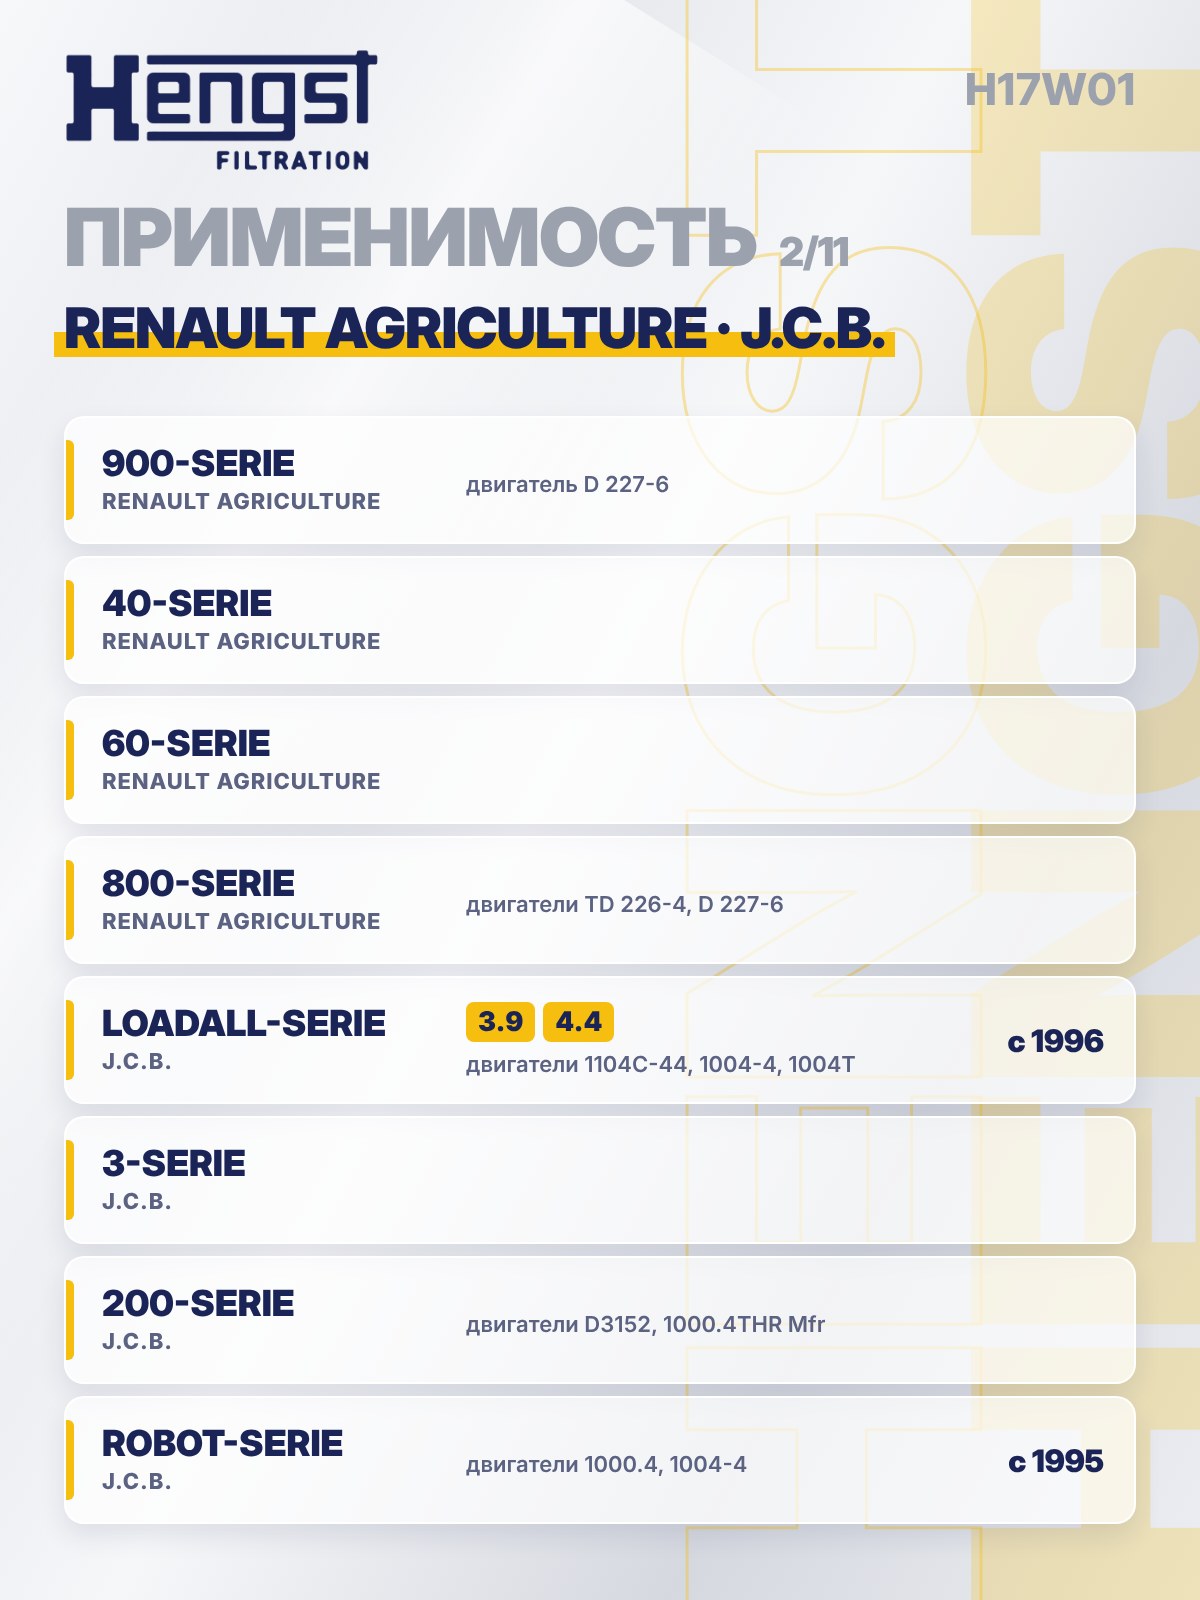 Hengst
FILTRATION
H17W01
ПРИМЕНИМОСТЬ 2/11
RENAULT AGRICULTURE · J.C.B.
900-SERIE
RENAULT AGRICULTURE
двигатель D 227-6
40-SERIE
RENAULT AGRICULTURE
60-SERIE
RENAULT AGRICULTURE
800-SERIE
RENAULT AGRICULTURE
двигатели TD 226-4, D 227-6
LOADALL-SERIE
J.C.B.
3.9 4.4
двигатели 1104C-44, 1004-4, 1004T
с 1996
3-SERIE
J.C.B.
200-SERIE
J.C.B.
двигатели D3152, 1000.4THR Mfr
ROBOT-SERIE
J.C.B.
двигатели 1000.4, 1004-4
с 1995
HENGST
HENGST